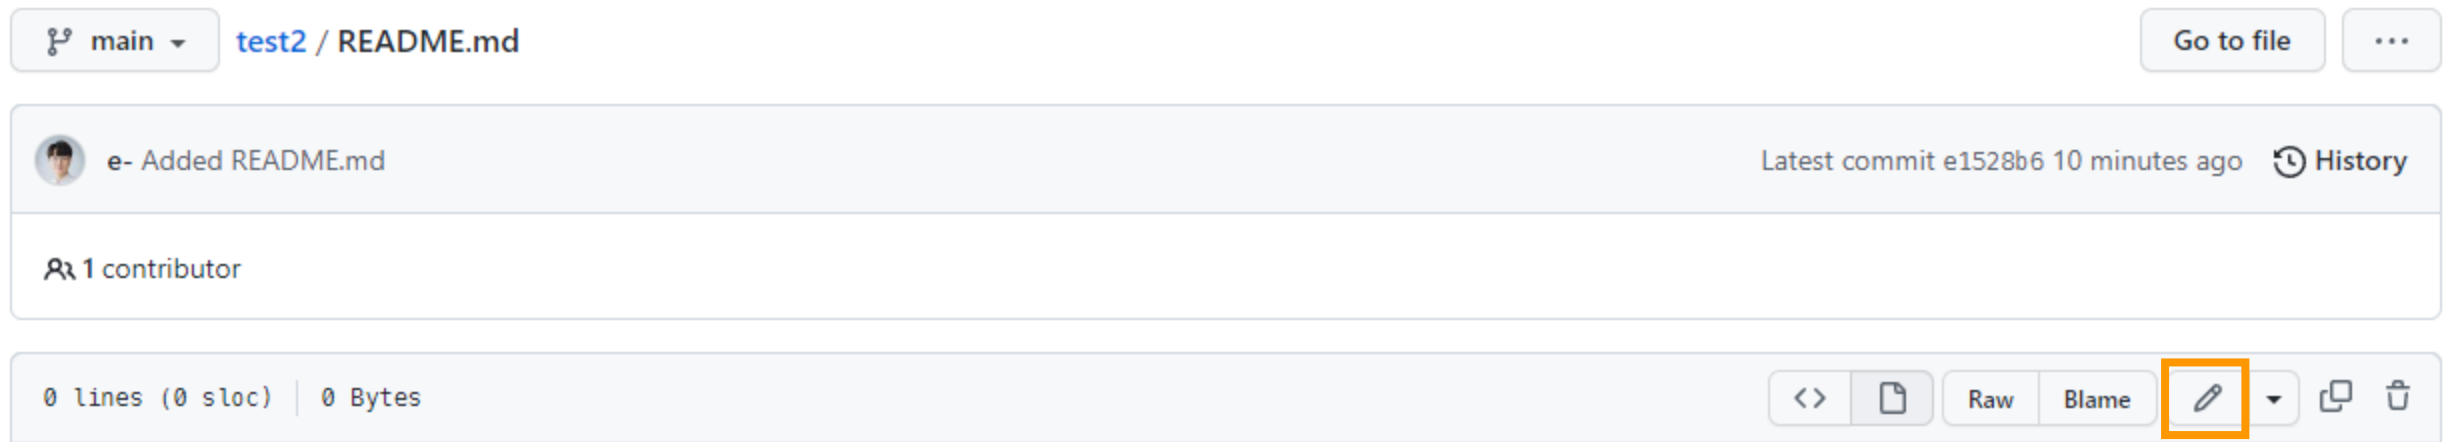 main test2 / README.md Go to file ...
e- Added README.md Latest commit e1528b6 10 minutes ago History
1 contributor
0 lines (0 sloc) 0 Bytes <> Raw Blame